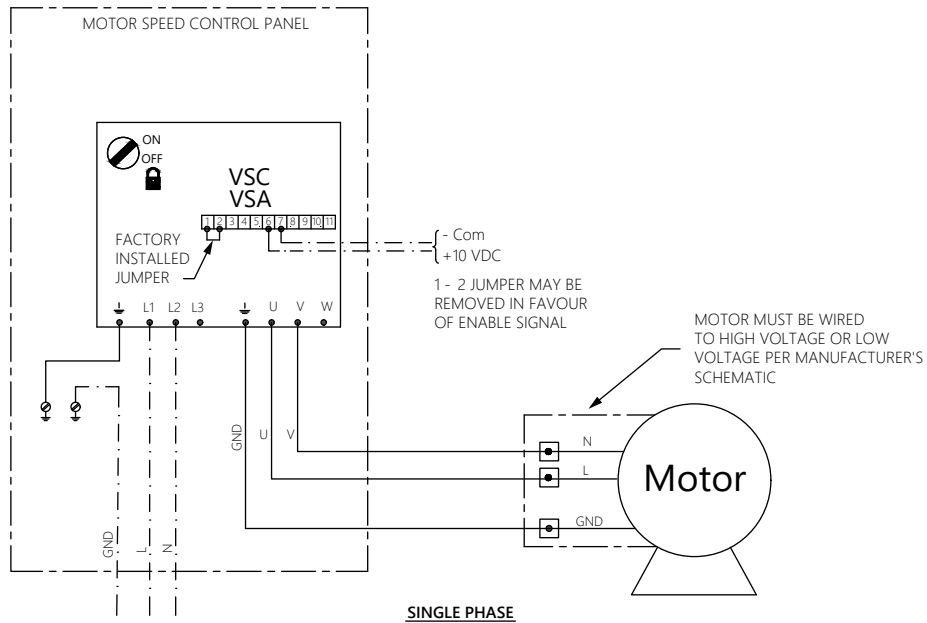 MOTOR SPEED CONTROL PANEL
ON
OFF
VSC
VSA
1 2 3 4 5 6 7 8 9 10 11
FACTORY
INSTALLED
JUMPER
- Com
+10 VDC
1 - 2 JUMPER MAY BE
REMOVED IN FAVOUR
OF ENABLE SIGNAL
L1 L2 L3 U V W
MOTOR MUST BE WIRED
TO HIGH VOLTAGE OR LOW
VOLTAGE PER MANUFACTURER'S
SCHEMATIC
GND
U
V
N
L
GND
Motor
GND
L
N
SINGLE PHASE